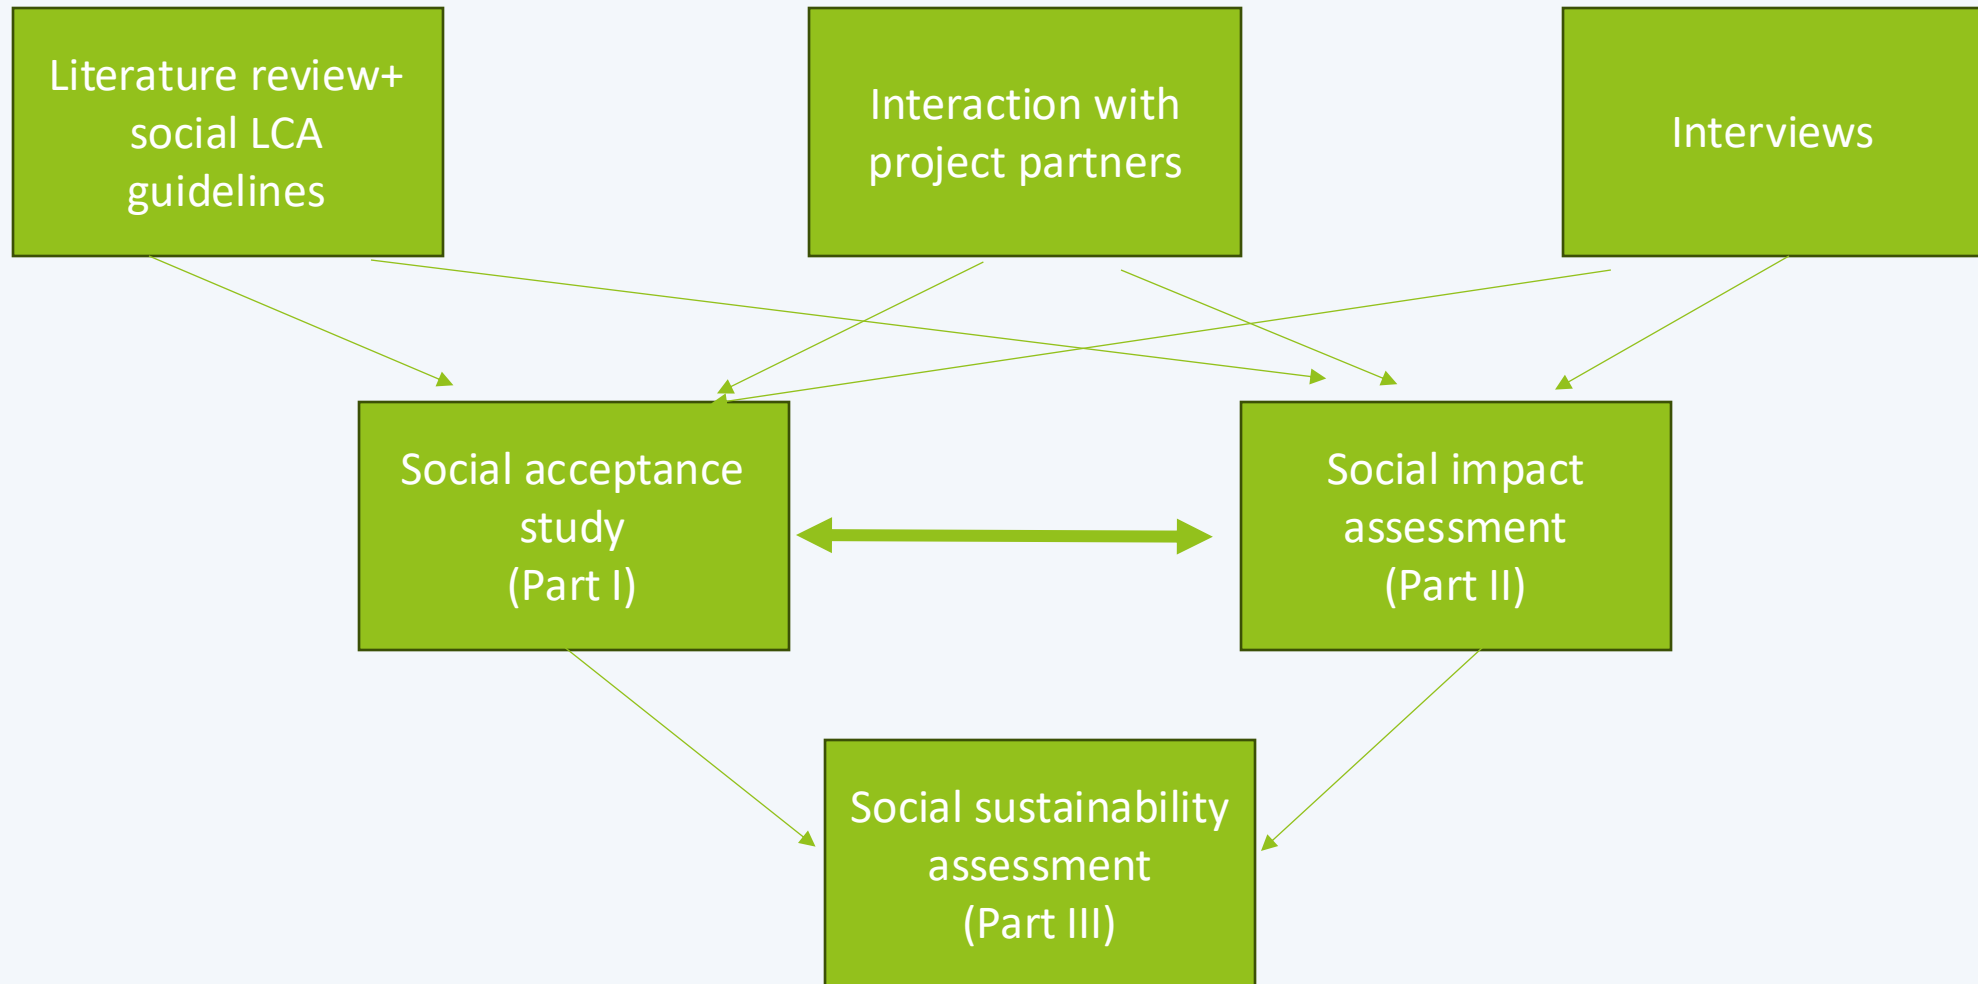 Literature review+
social LCA
guidelines
Interaction with
project partners
Interviews
Social acceptance
study
(Part I)
Social impact
assessment
(Part II)
Social sustainability
assessment
(Part III)